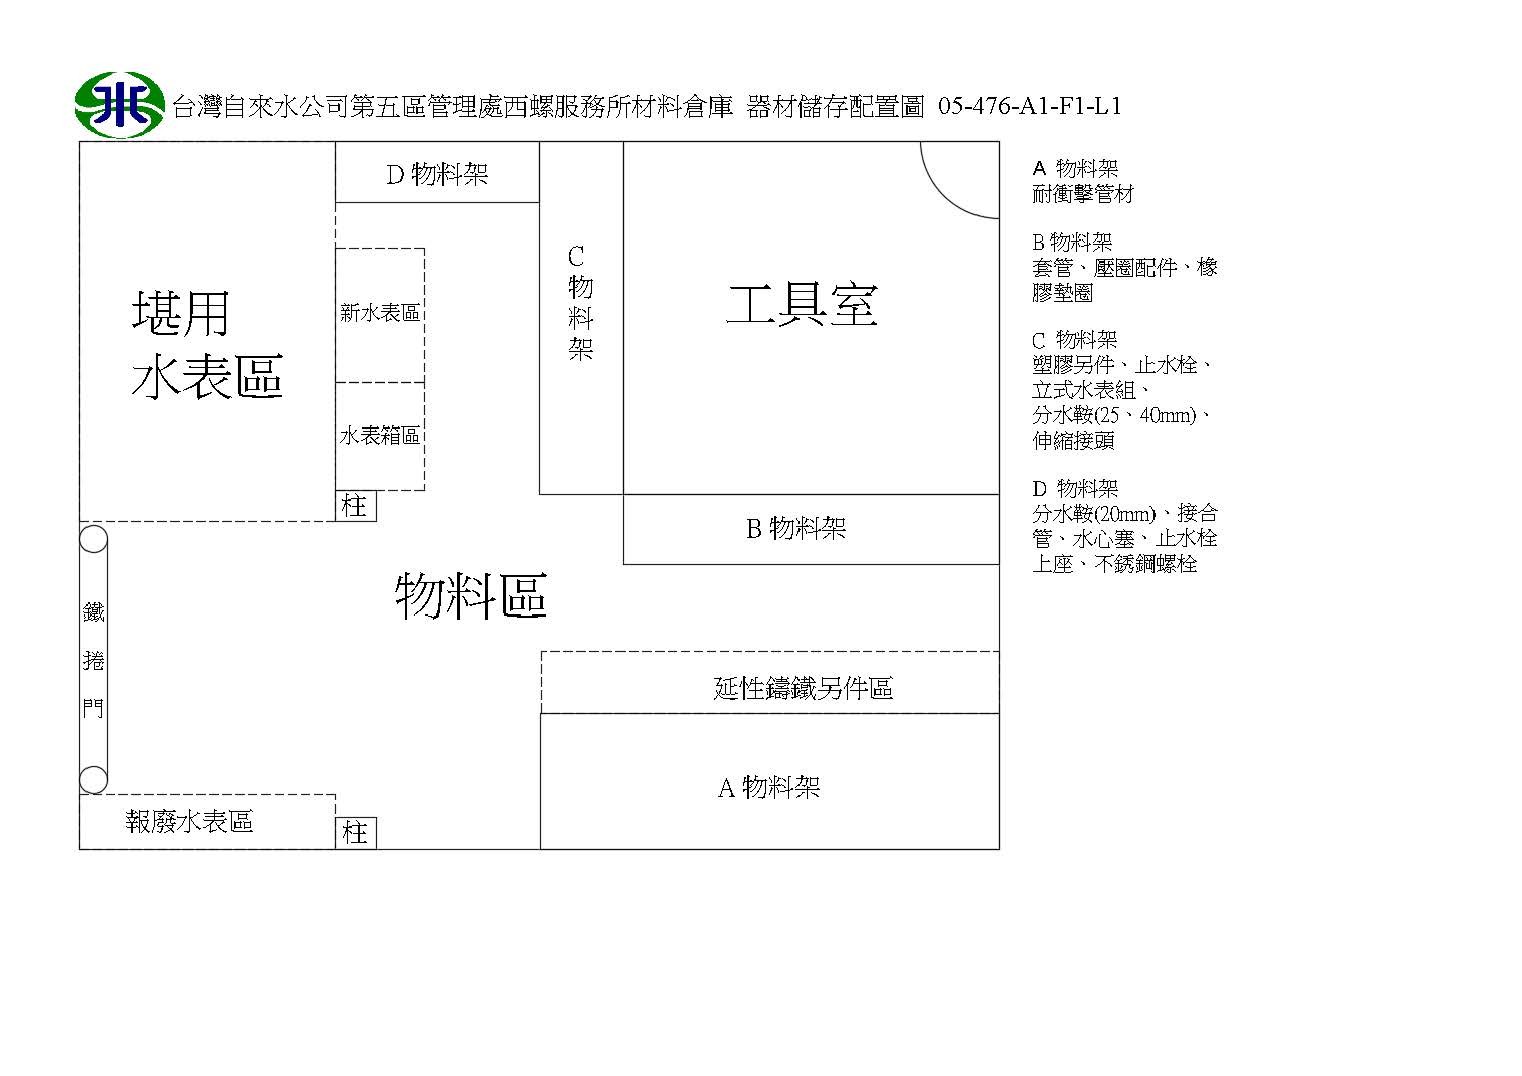 台灣自來水公司第五區管理處西螺服務所材料倉庫 器材儲存配置圖 05-476-A1-F1-L1
D 物料架
C
物
料
架
工具室
堪用
水表區
新水表區
水表箱區
柱
B 物料架
物料區
鐵
捲
門
延性鑄鐵另件區
A 物料架
報廢水表區
柱
A 物料架
耐衝擊管材
B 物料架
套管、壓圈配件、橡
膠墊圈
C 物料架
塑膠另件、止水栓、
立式水表組、
分水鞍(25、40mm)、
伸縮接頭
D 物料架
分水鞍(20mm)、接合
管、水心塞、止水栓
上座、不銹鋼螺栓